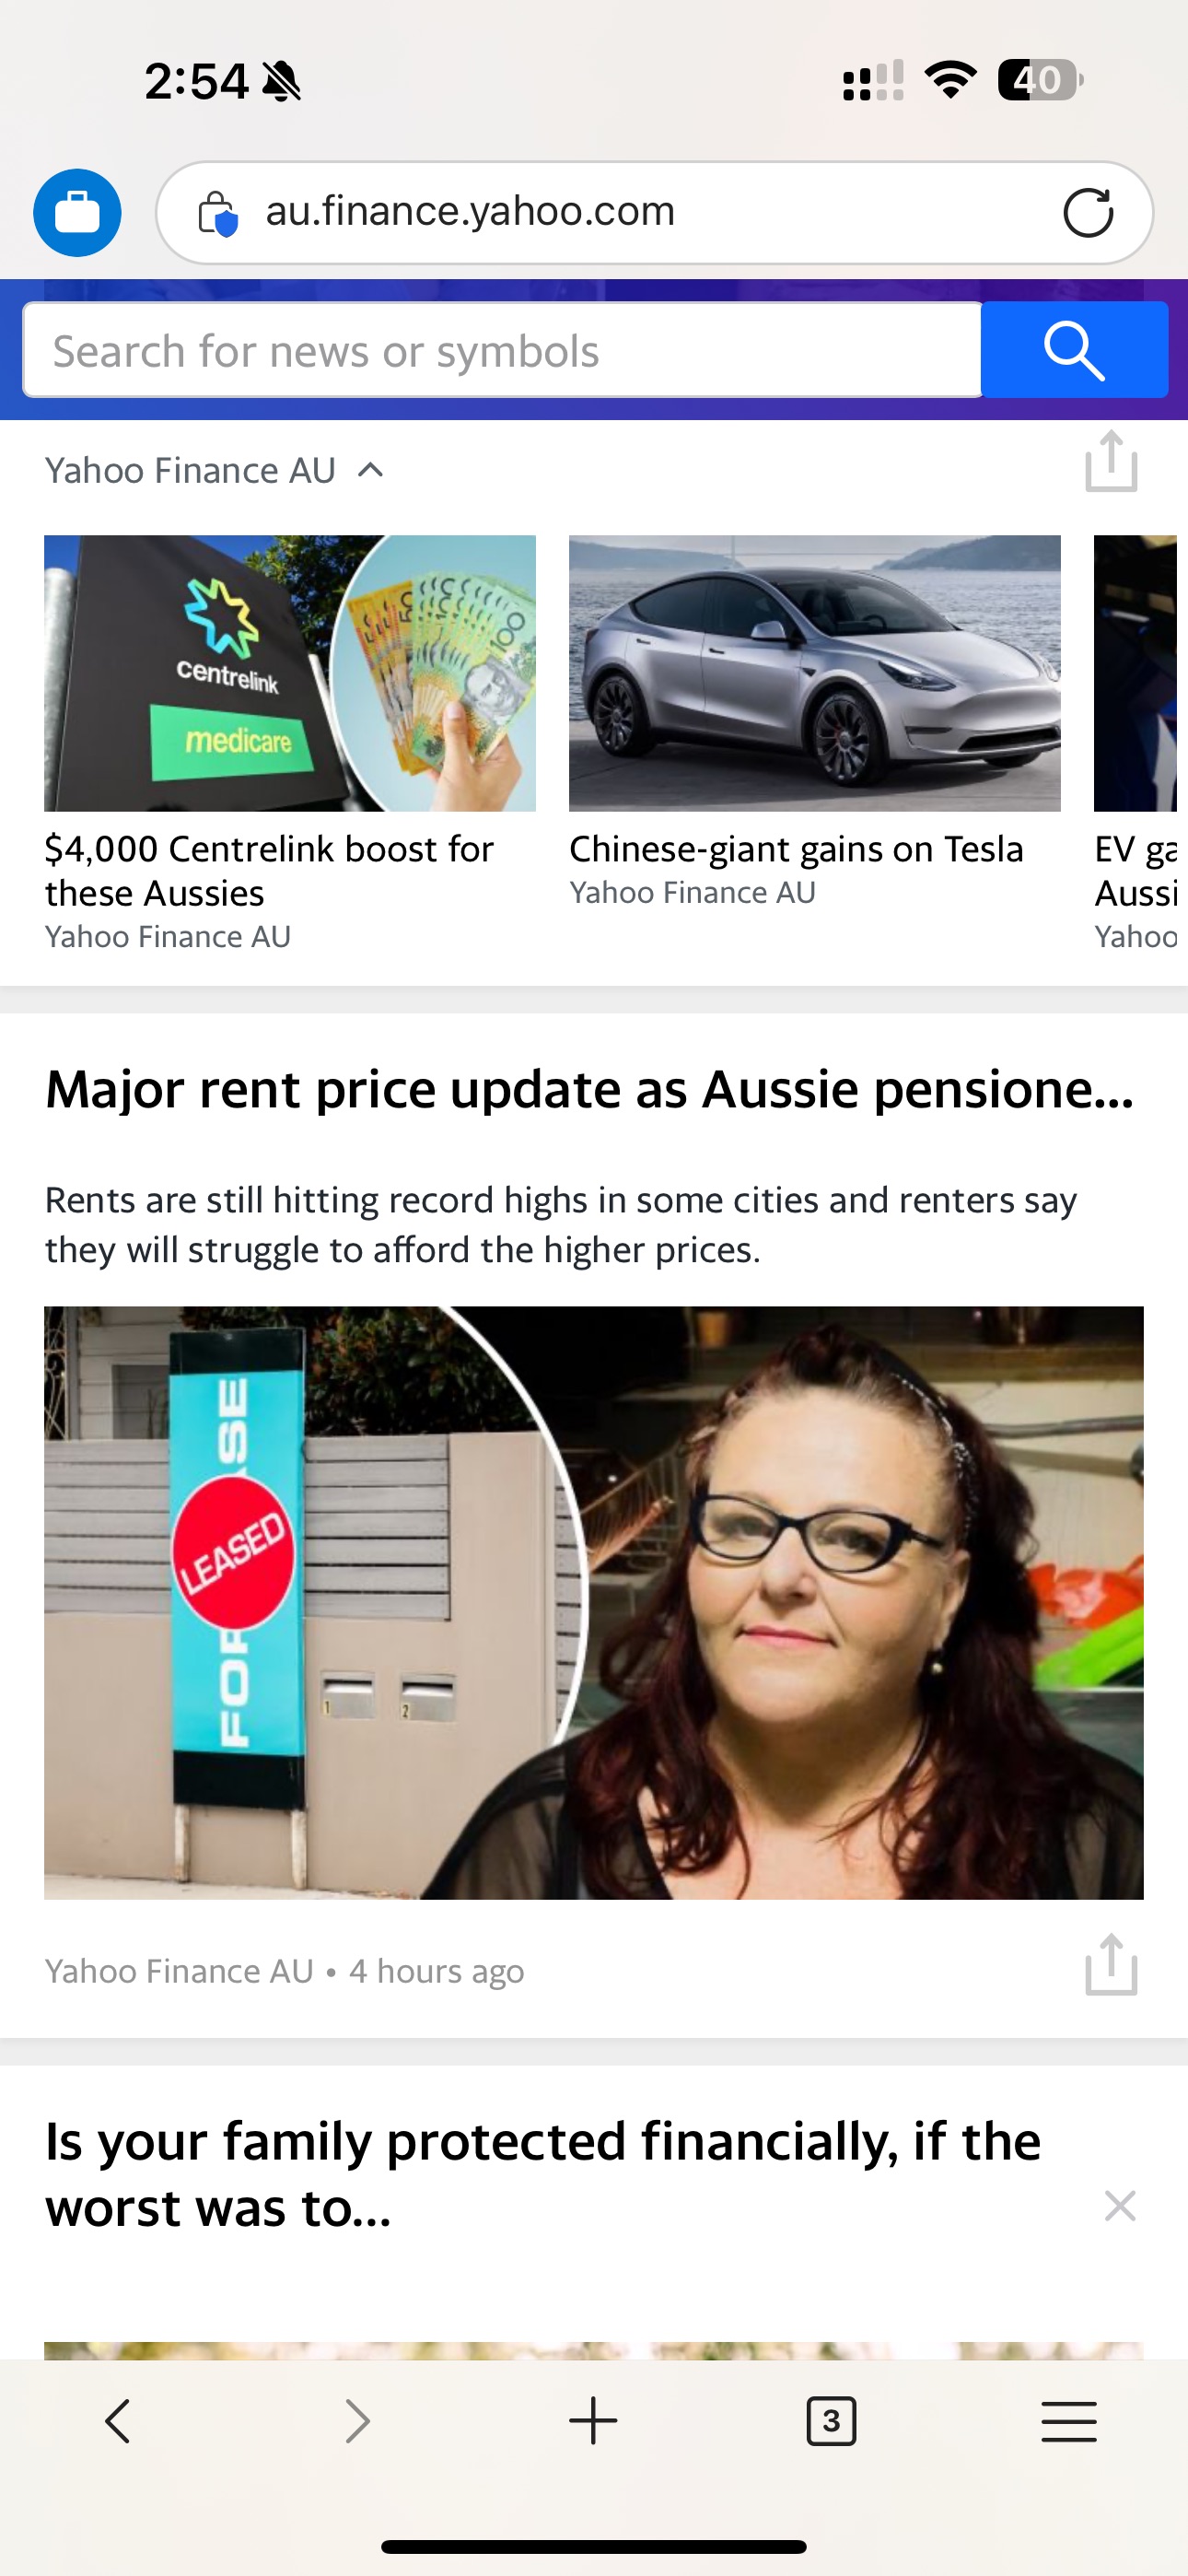 2:54
40
au.finance.yahoo.com
Search for news or symbols
Yahoo Finance AU
centrelink
medicare
50
100
$4,000 Centrelink boost for
these Aussies
Yahoo Finance AU
Chinese-giant gains on Tesla
Yahoo Finance AU
EV ga
Aussi
Yahoo
Major rent price update as Aussie pensione...
Rents are still hitting record highs in some cities and renters say
they will struggle to afford the higher prices.
FOR
SE
LEASED
1
2
Yahoo Finance AU • 4 hours ago
Is your family protected financially, if the
worst was to...
3